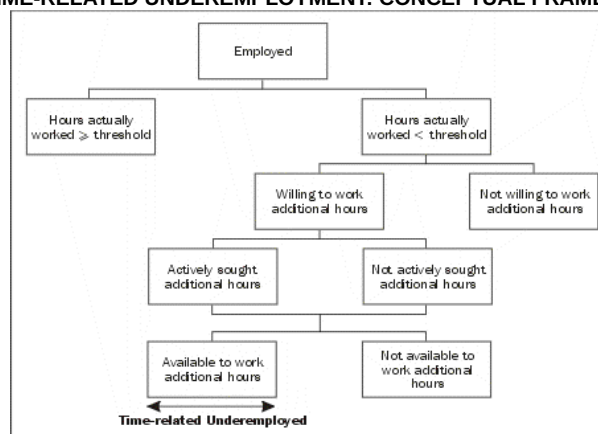 IME-RELATED UNDEREMPLOYMENT: CONCEPTUAL FRAME
Employed
Hours actually
worked ⩾ threshold
Hours actually
worked < threshold
Willing to work
additional hours
Not willing to work
additional hours
Actively sought
additional hours
Not actively sought
additional hours
Available to work
additional hours
Not available to
work additional
hours
Time-related Underemployed